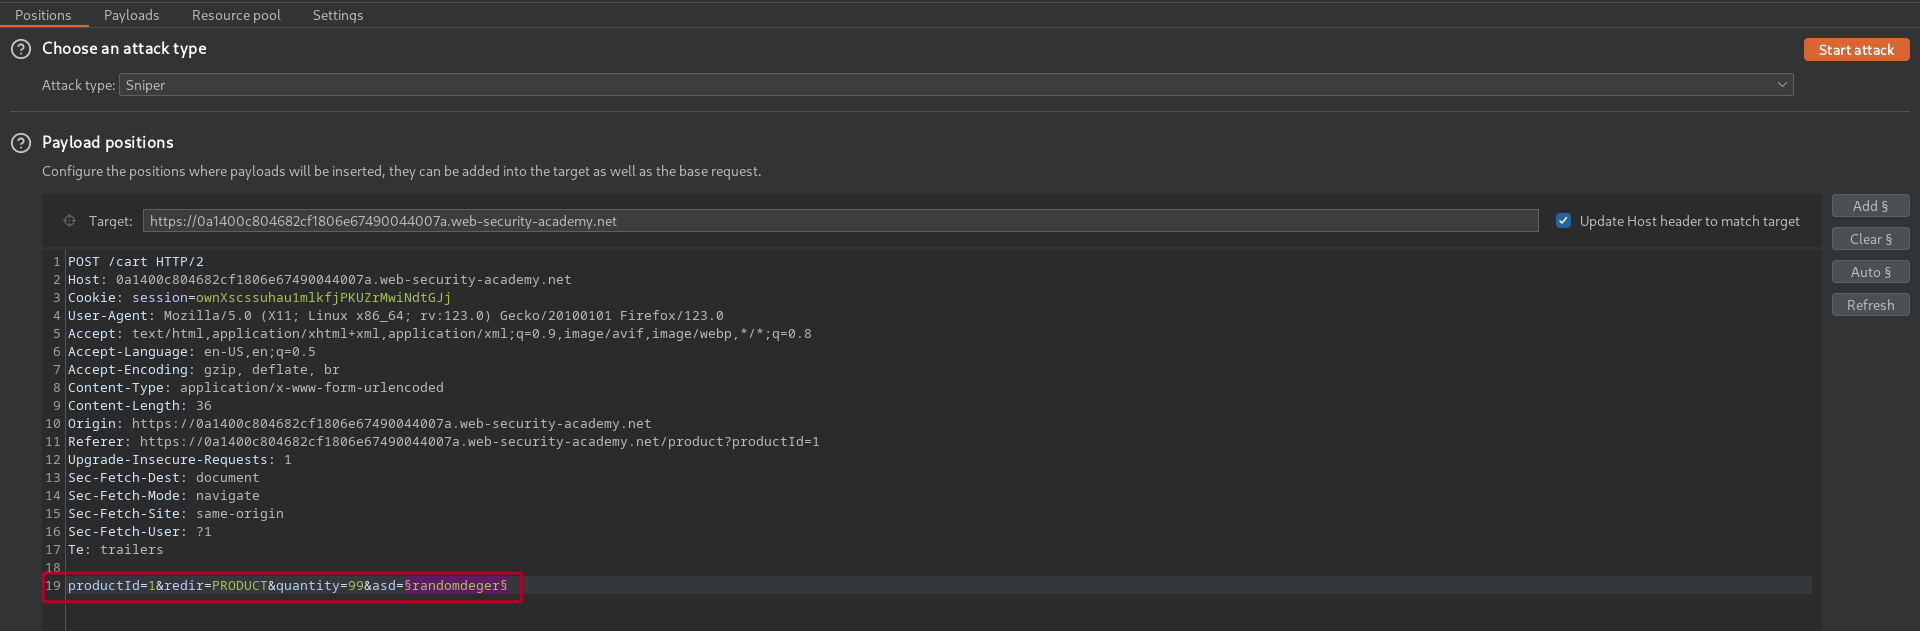 Positions Payloads Resource pool Settings
Choose an attack type
Start attack
Attack type: Sniper
Payload positions
Configure the positions where payloads will be inserted, they can be added into the target as well as the base request.
Target: https://0a1400c804682cf1806e67490044007a.web-security-academy.net Update Host header to match target
Add §
Clear §
Auto §
Refresh
1 POST /cart HTTP/2
2 Host: 0a1400c804682cf1806e67490044007a.web-security-academy.net
3 Cookie: session=ownXscssuhau1mlkfjPKUZrMwiNdtGJj
4 User-Agent: Mozilla/5.0 (X11; Linux x86_64; rv:123.0) Gecko/20100101 Firefox/123.0
5 Accept: text/html,application/xhtml+xml,application/xml;q=0.9,image/avif,image/webp,*/*;q=0.8
6 Accept-Language: en-US,en;q=0.5
7 Accept-Encoding: gzip, deflate, br
8 Content-Type: application/x-www-form-urlencoded
9 Content-Length: 36
10 Origin: https://0a1400c804682cf1806e67490044007a.web-security-academy.net
11 Referer: https://0a1400c804682cf1806e67490044007a.web-security-academy.net/product?productId=1
12 Upgrade-Insecure-Requests: 1
13 Sec-Fetch-Dest: document
14 Sec-Fetch-Mode: navigate
15 Sec-Fetch-Site: same-origin
16 Sec-Fetch-User: ?1
17 Te: trailers
18
19 productId=1&redir=PRODUCT&quantity=99&asd=§randomdeger§